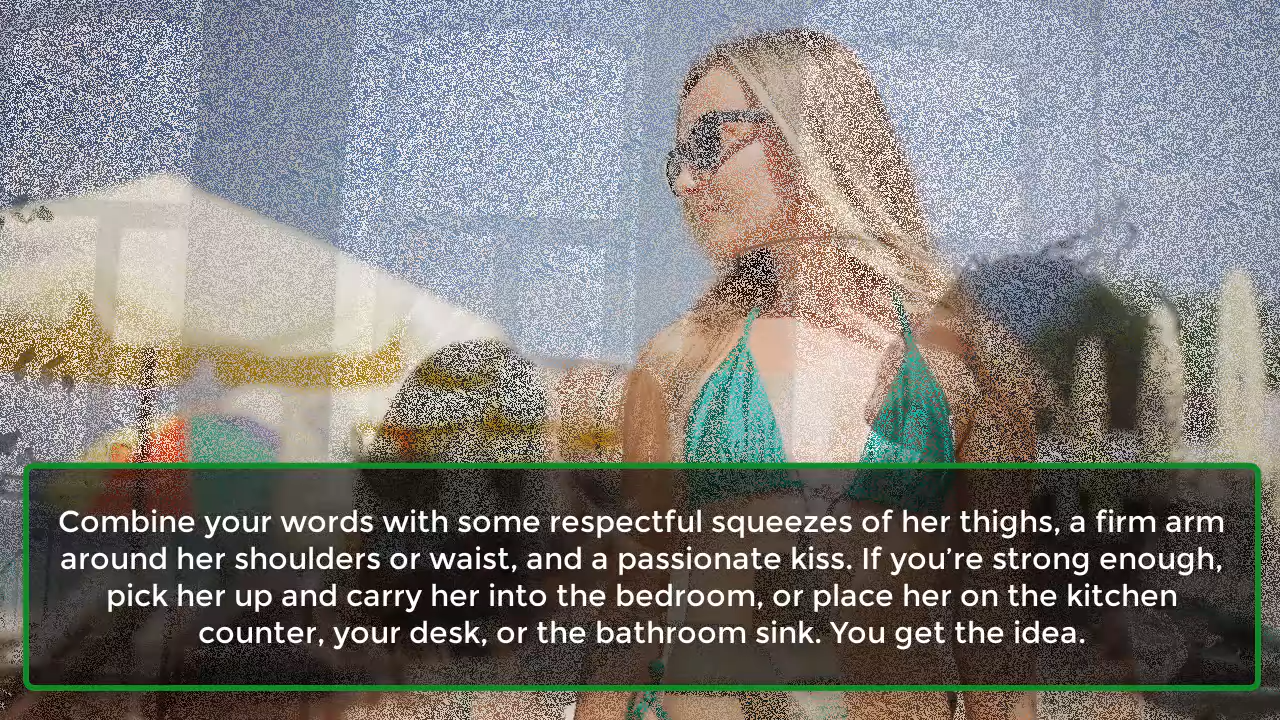 Combine your words with some respectful squeezes of her thighs, a firm arm
around her shoulders or waist, and a passionate kiss. If you’re strong enough,
pick her up and carry her into the bedroom, or place her on the kitchen
counter, your desk, or the bathroom sink. You get the idea.